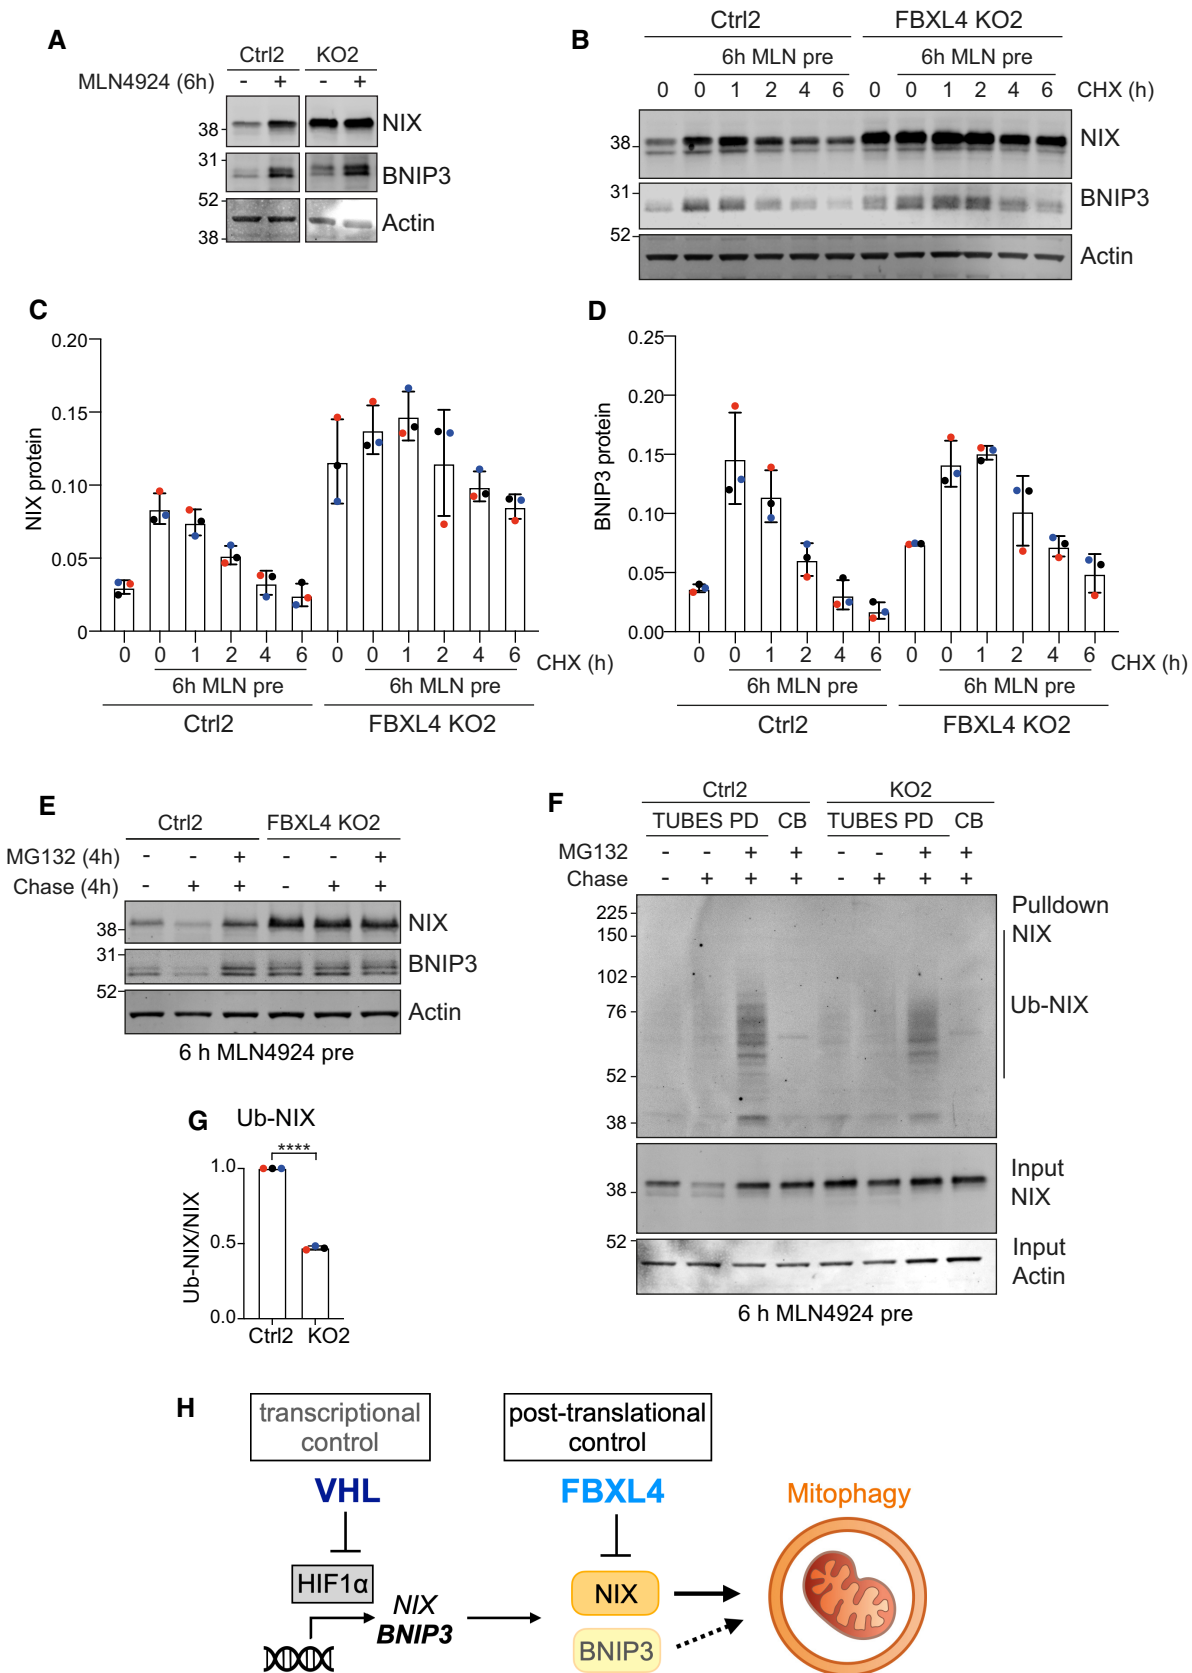 A
Ctrl2 KO2
MLN4924 (6h) - + - +
38 NIX
31 BNIP3
52
38 Actin
B
Ctrl2 FBXL4 KO2
6h MLN pre 6h MLN pre
0 0 1 2 4 6 0 0 1 2 4 6 CHX (h)
38 NIX
31 BNIP3
52
Actin
C
NIX protein
0.20
0.15
0.10
0.05
0
0 0 1 2 4 6 0 0 1 2 4 6 CHX (h)
6h MLN pre 6h MLN pre
Ctrl2 FBXL4 KO2
D
BNIP3 protein
0.25
0.20
0.15
0.10
0.05
0.00
0 0 1 2 4 6 0 0 1 2 4 6 CHX (h)
6h MLN pre 6h MLN pre
Ctrl2 FBXL4 KO2
E
Ctrl2 FBXL4 KO2
MG132 (4h) - - + - - +
Chase (4h) - + + - + +
38 NIX
31 BNIP3
52
Actin
6 h MLN4924 pre
F
Ctrl2 KO2
TUBES PD CB TUBES PD CB
MG132 - - + + - - + +
Chase - + + + - + + +
225 Pulldown
150 NIX
102
76 Ub-NIX
52
38
Input
38 NIX
52 Input
Actin
6 h MLN4924 pre
G
Ub-NIX
****
Ub-NIX/NIX
1.0
0.5
0.0
Ctrl2 KO2
H
transcriptional
control
VHL
HIF1α
NIX
BNIP3
post-translational
control
FBXL4
NIX
BNIP3
Mitophagy